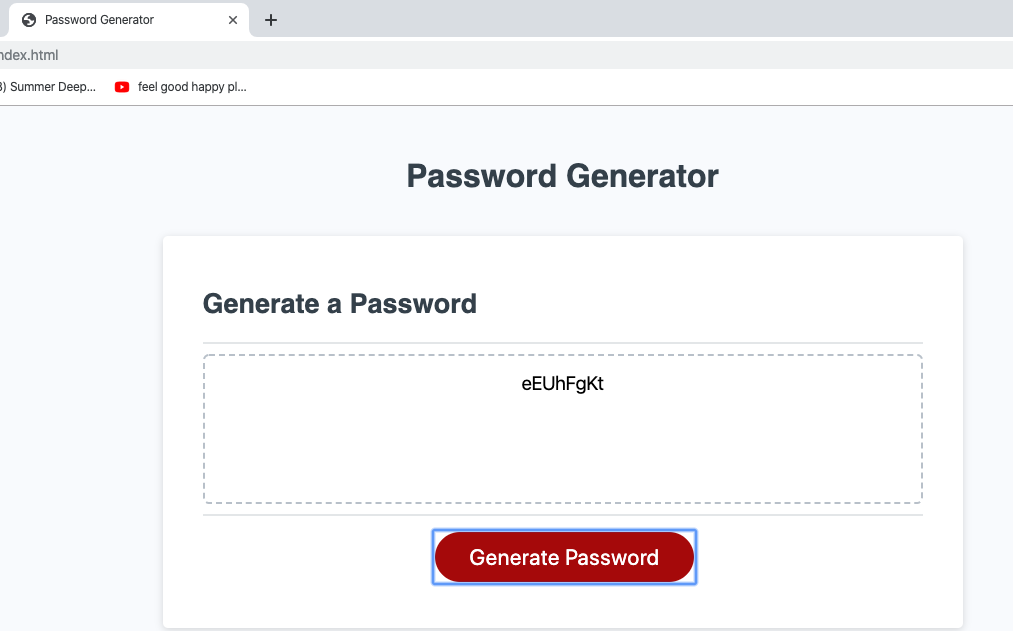 Password Generator
ndex.html
3) Summer Deep...
feel good happy pl...
Password Generator
Generate a Password
eEUhFgKt
Generate Password